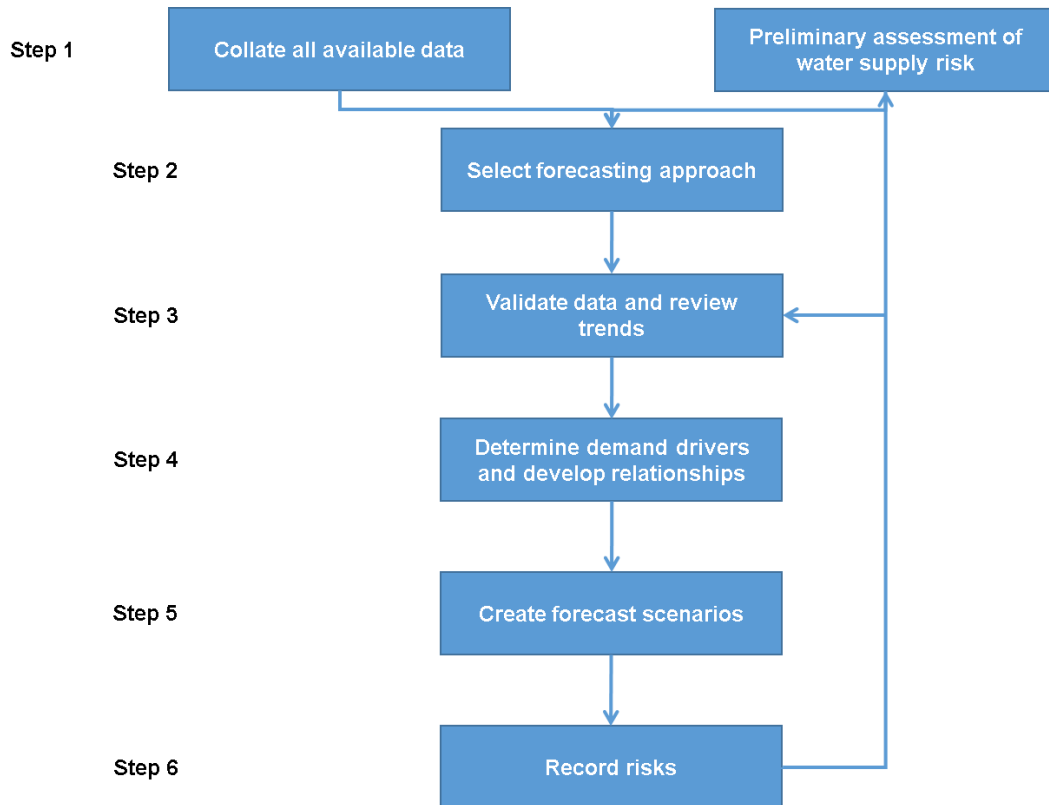 Step 1
Collate all available data
Preliminary assessment of
water supply risk
Step 2
Select forecasting approach
Step 3
Validate data and review
trends
Step 4
Determine demand drivers
and develop relationships
Step 5
Create forecast scenarios
Step 6
Record risks